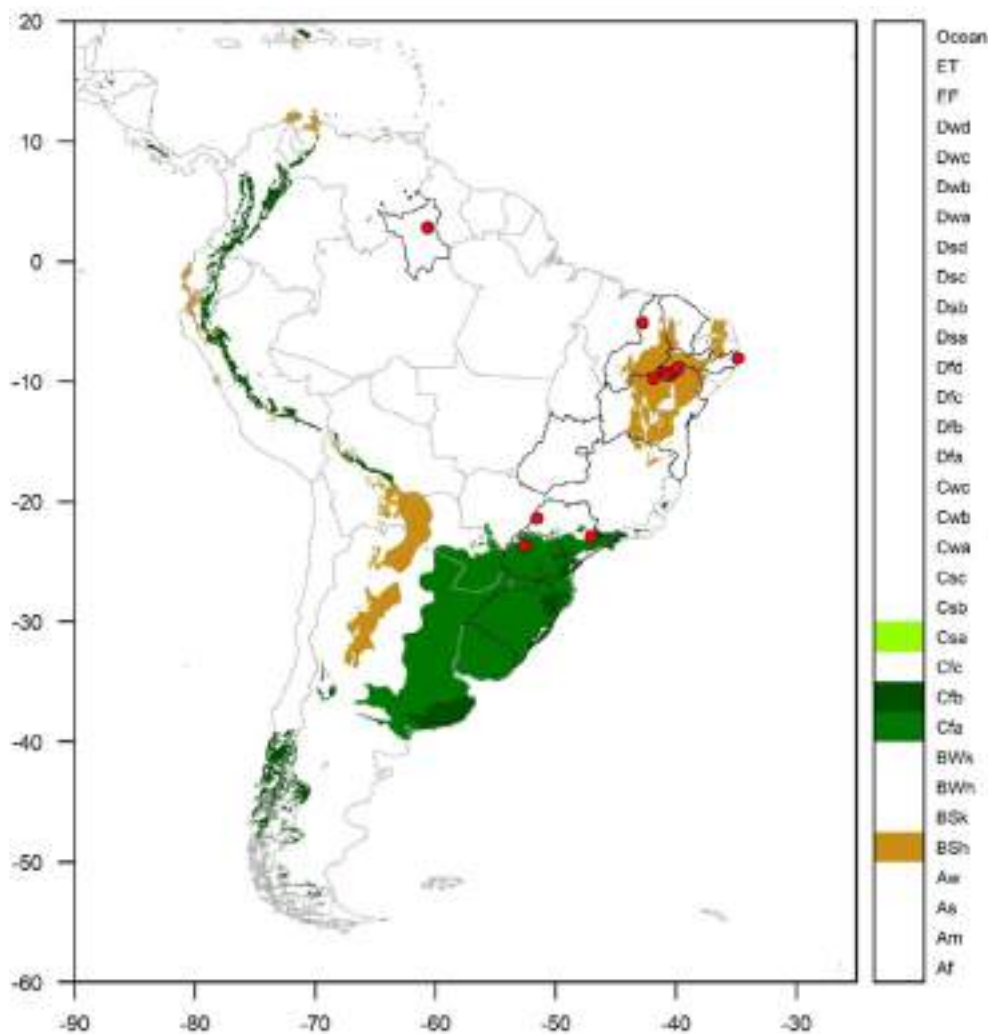 20
10
0
-10
-20
-30
-40
-50
-60
-90
-80
-70
-60
-50
-40
-30
Ocean
ET
EF
Dwd
Dwc
Dwb
Dwa
Dsd
Dsc
Dsb
Dsa
Dfd
Dfc
Dfb
Dfa
Cwc
Cwb
Cwa
Csc
Csb
Csa
Cfc
Cfb
Cfa
BWk
BWh
BSk
BSh
Aw
As
Am
Af